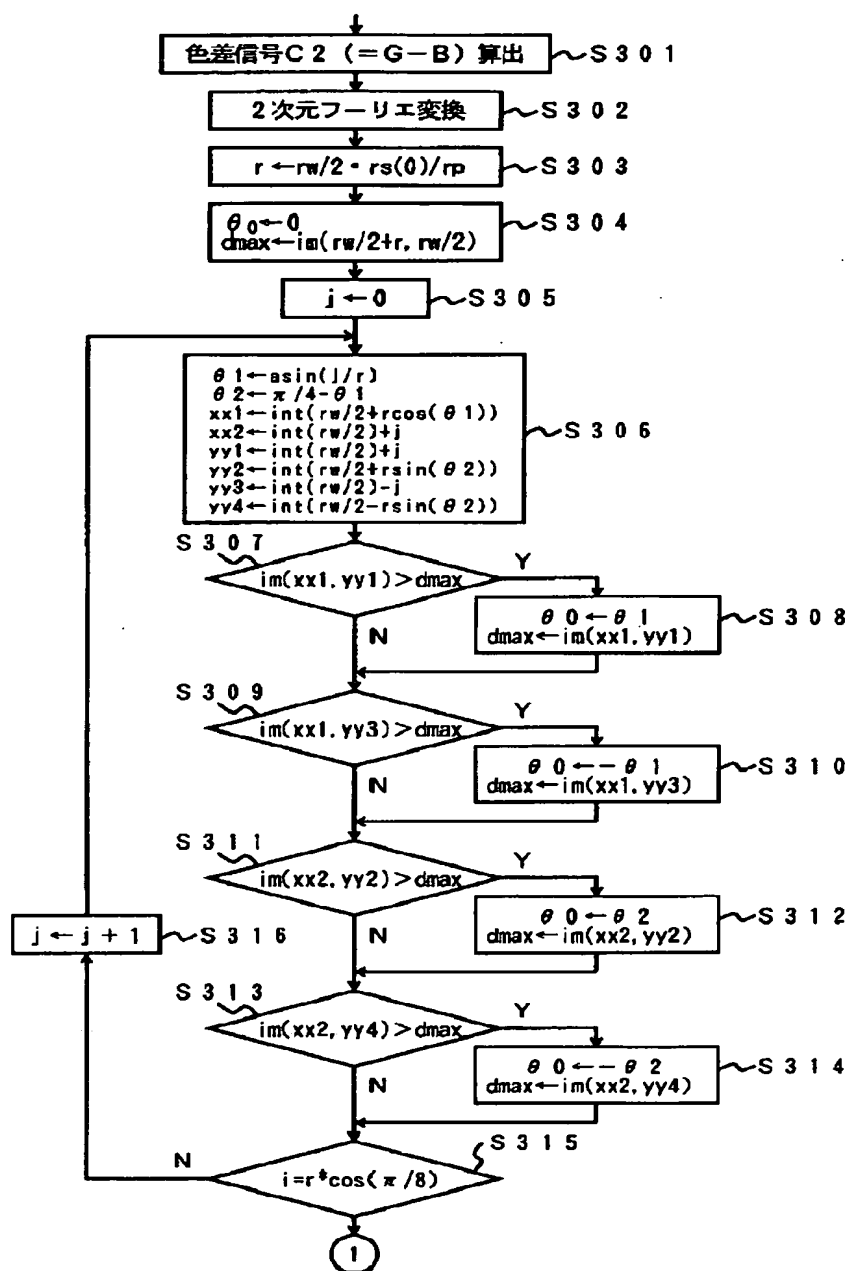 色差信号C2(=G−B)算出 S301
2次元フーリエ変換 S302
r←rw/2・rs(0)/rp S303
θ0←0
dmax←im(rw/2+r,rw/2)
S304
j←0 S305
θ1←asin(j/r)
θ2←π/4-θ1
xx1←int(rw/2+rcos(θ1))
xx2←int(rw/2)+j
yy1←int(rw/2)+j
yy2←int(rw/2+rsin(θ2))
yy3←int(rw/2)-j
yy4←int(rw/2-rsin(θ2))
S306
S307
im(xx1,yy1)>dmax
Y
N
θ0←θ1
dmax←im(xx1,yy1)
S308
S309
im(xx1,yy3)>dmax
Y
N
θ0←-θ1
dmax←im(xx1,yy3)
S310
S311
im(xx2,yy2)>dmax
Y
N
θ0←θ2
dmax←im(xx2,yy2)
S312
j←j+1 S316
S313
im(xx2,yy4)>dmax
Y
N
θ0←-θ2
dmax←im(xx2,yy4)
S314
S315
N
i=r*cos(π/8)
1